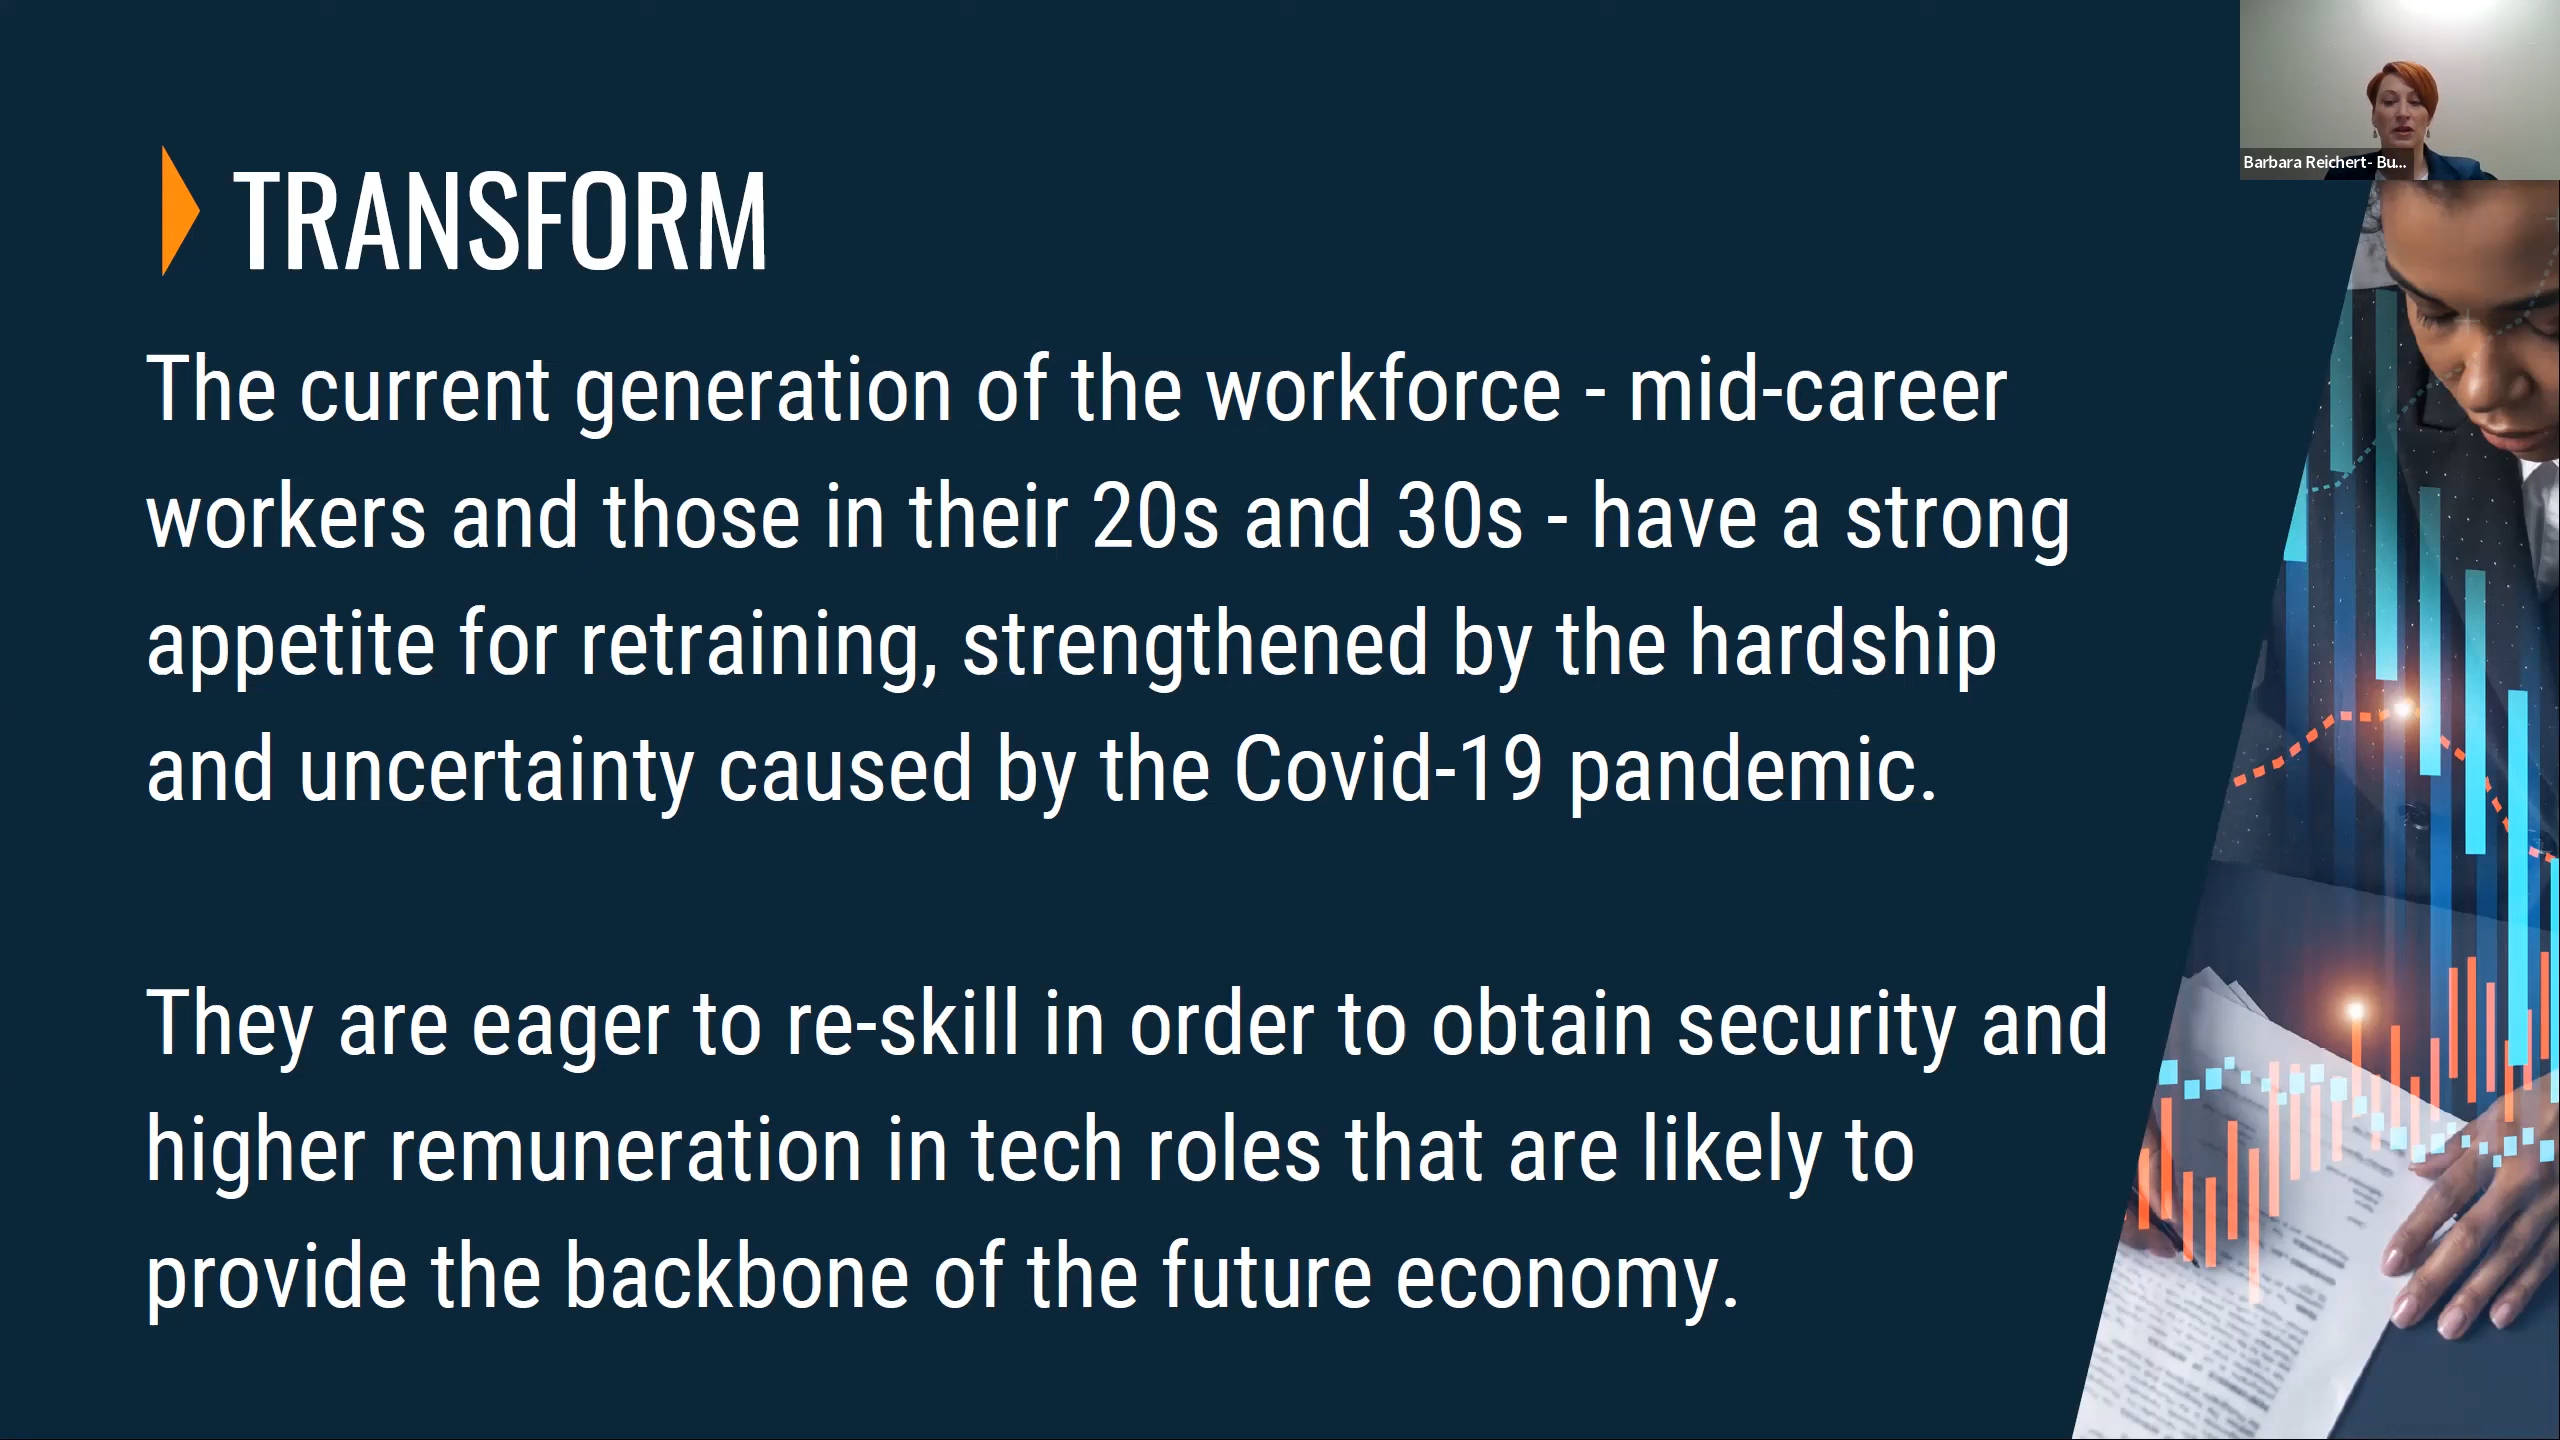 TRANSFORM
The current generation of the workforce - mid-career
workers and those in their 20s and 30s - have a strong
appetite for retraining, strengthened by the hardship
and uncertainty caused by the Covid-19 pandemic.
They are eager to re-skill in order to obtain security and
higher remuneration in tech roles that are likely to
provide the backbone of the future economy.
Barbara Reichert- Bu...